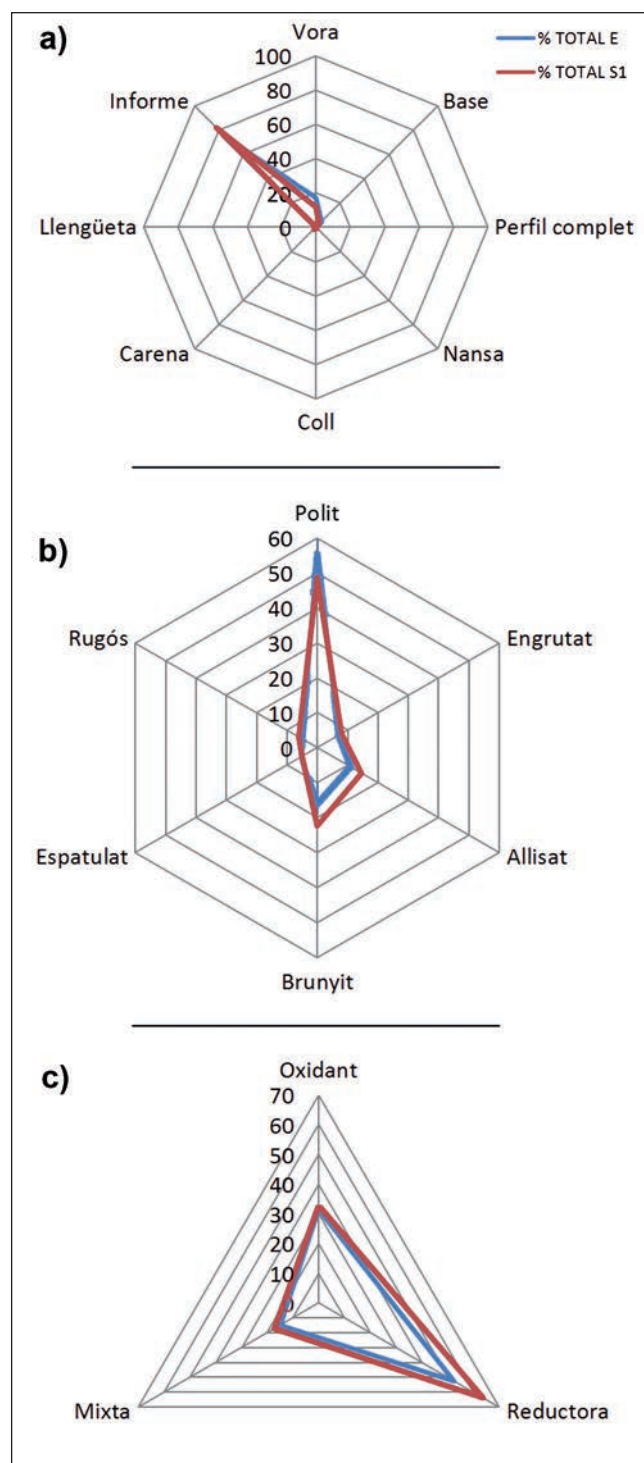 a)
Vora
% TOTAL E
% TOTAL S1
100
80
60
40
20
0
Informe
Base
Llengüeta
Perfil complet
Carena
Nansa
Coll
b)
Polit
60
50
40
30
20
10
0
Rugós
Engrutat
Espatulat
Allisat
Brunyit
c)
Oxidant
70
60
50
40
30
20
10
0
Mixta
Reductora